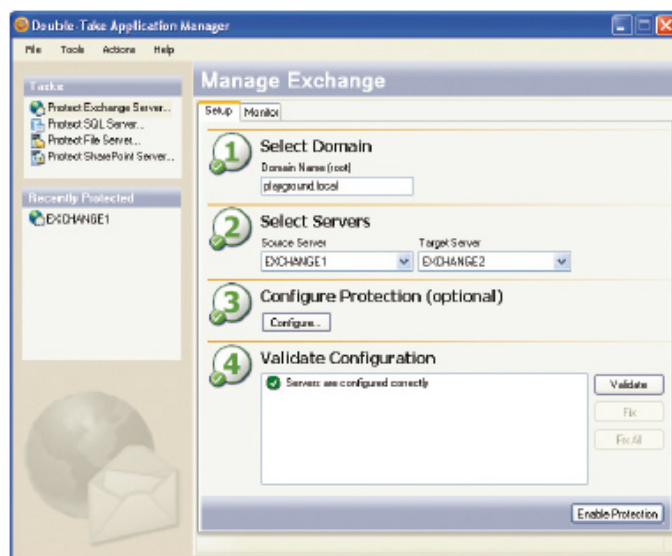 Double-Take Application Manager
File Tools Actions Help
Tasks
Protect Exchange Server...
Protect SQL Server...
Protect File Server...
Protect SharePoint Server...
Recently Protected
EXCHANGE1
Manage Exchange
Setup Monitor
1 Select Domain
Domain Name (root)
playground.local
2 Select Servers
Source Server Target Server
EXCHANGE1 EXCHANGE2
3 Configure Protection (optional)
Configure...
4 Validate Configuration
Servers are configured correctly
Validate
Fix
Fix All
Enable Protection